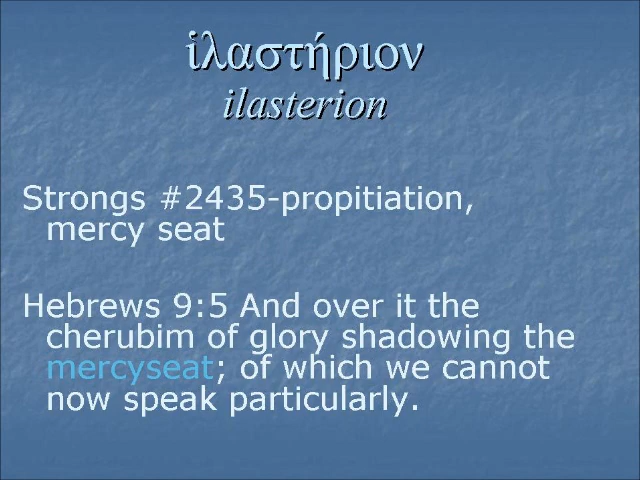 ἱλαστήριον
ilasterion
Strongs #2435-propitiation,
mercy seat
Hebrews 9:5 And over it the
cherubim of glory shadowing the
mercyseat; of which we cannot
now speak particularly.